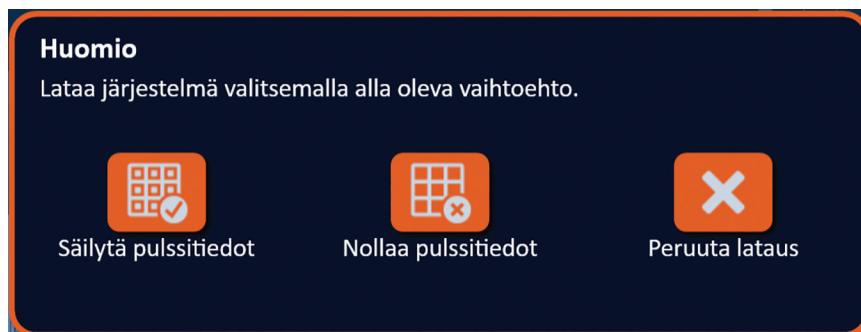 Huomio
Lataa järjestelmä valitsemalla alla oleva vaihtoehto.
Säilytä pulssitiedot
Nollaa pulssitiedot
Peruuta lataus